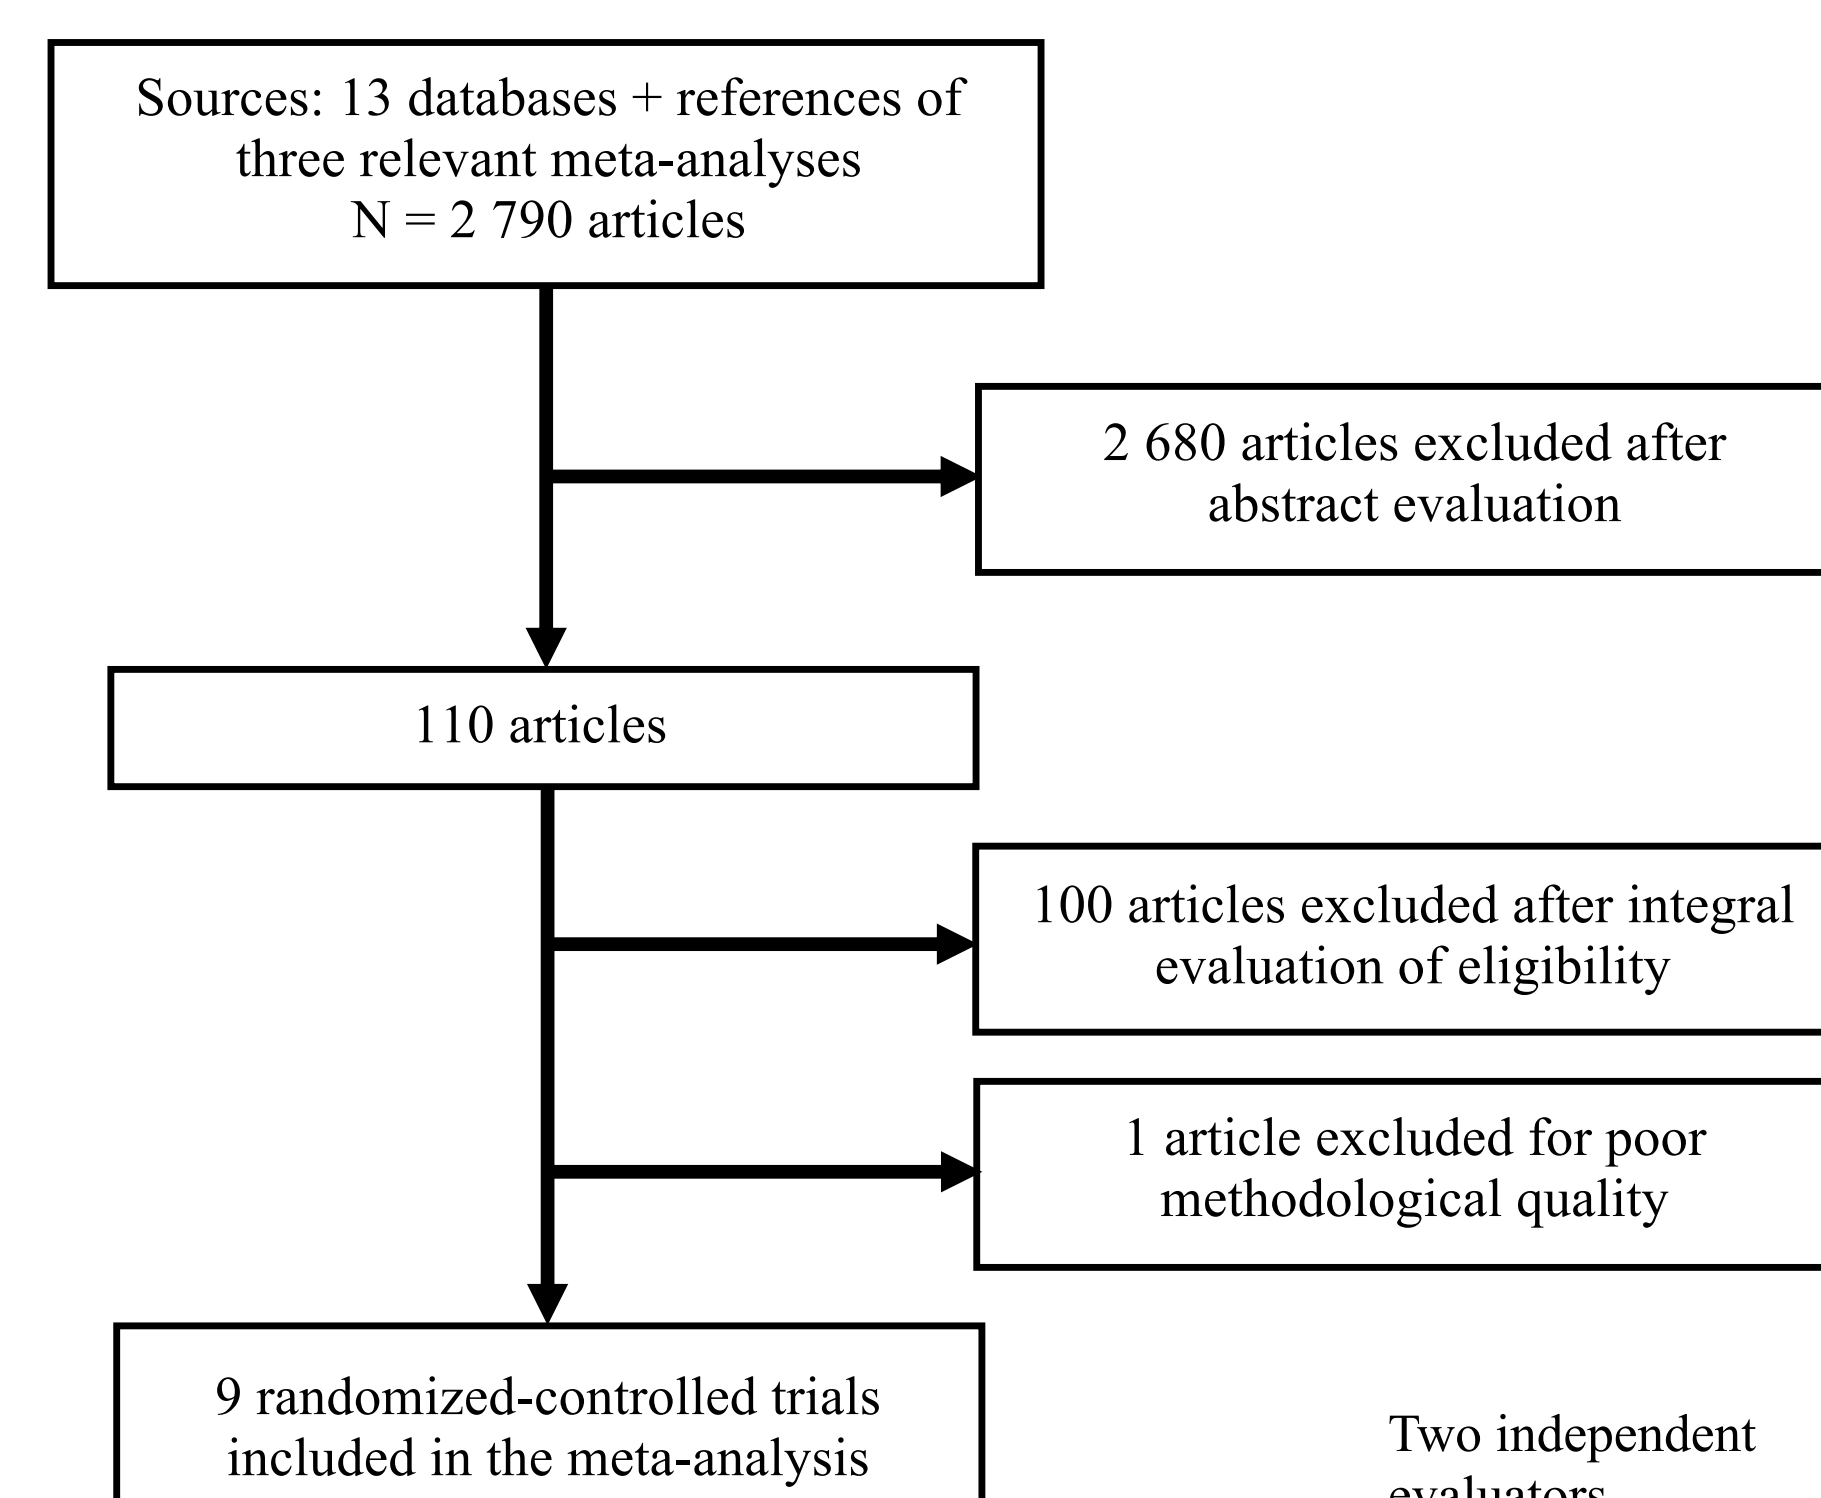 Sources: 13 databases + references of
three relevant meta-analyses
N = 2 790 articles
2 680 articles excluded after
abstract evaluation
110 articles
100 articles excluded after integral
evaluation of eligibility
1 article excluded for poor
methodological quality
9 randomized-controlled trials
included in the meta-analysis
Two independent
evaluators